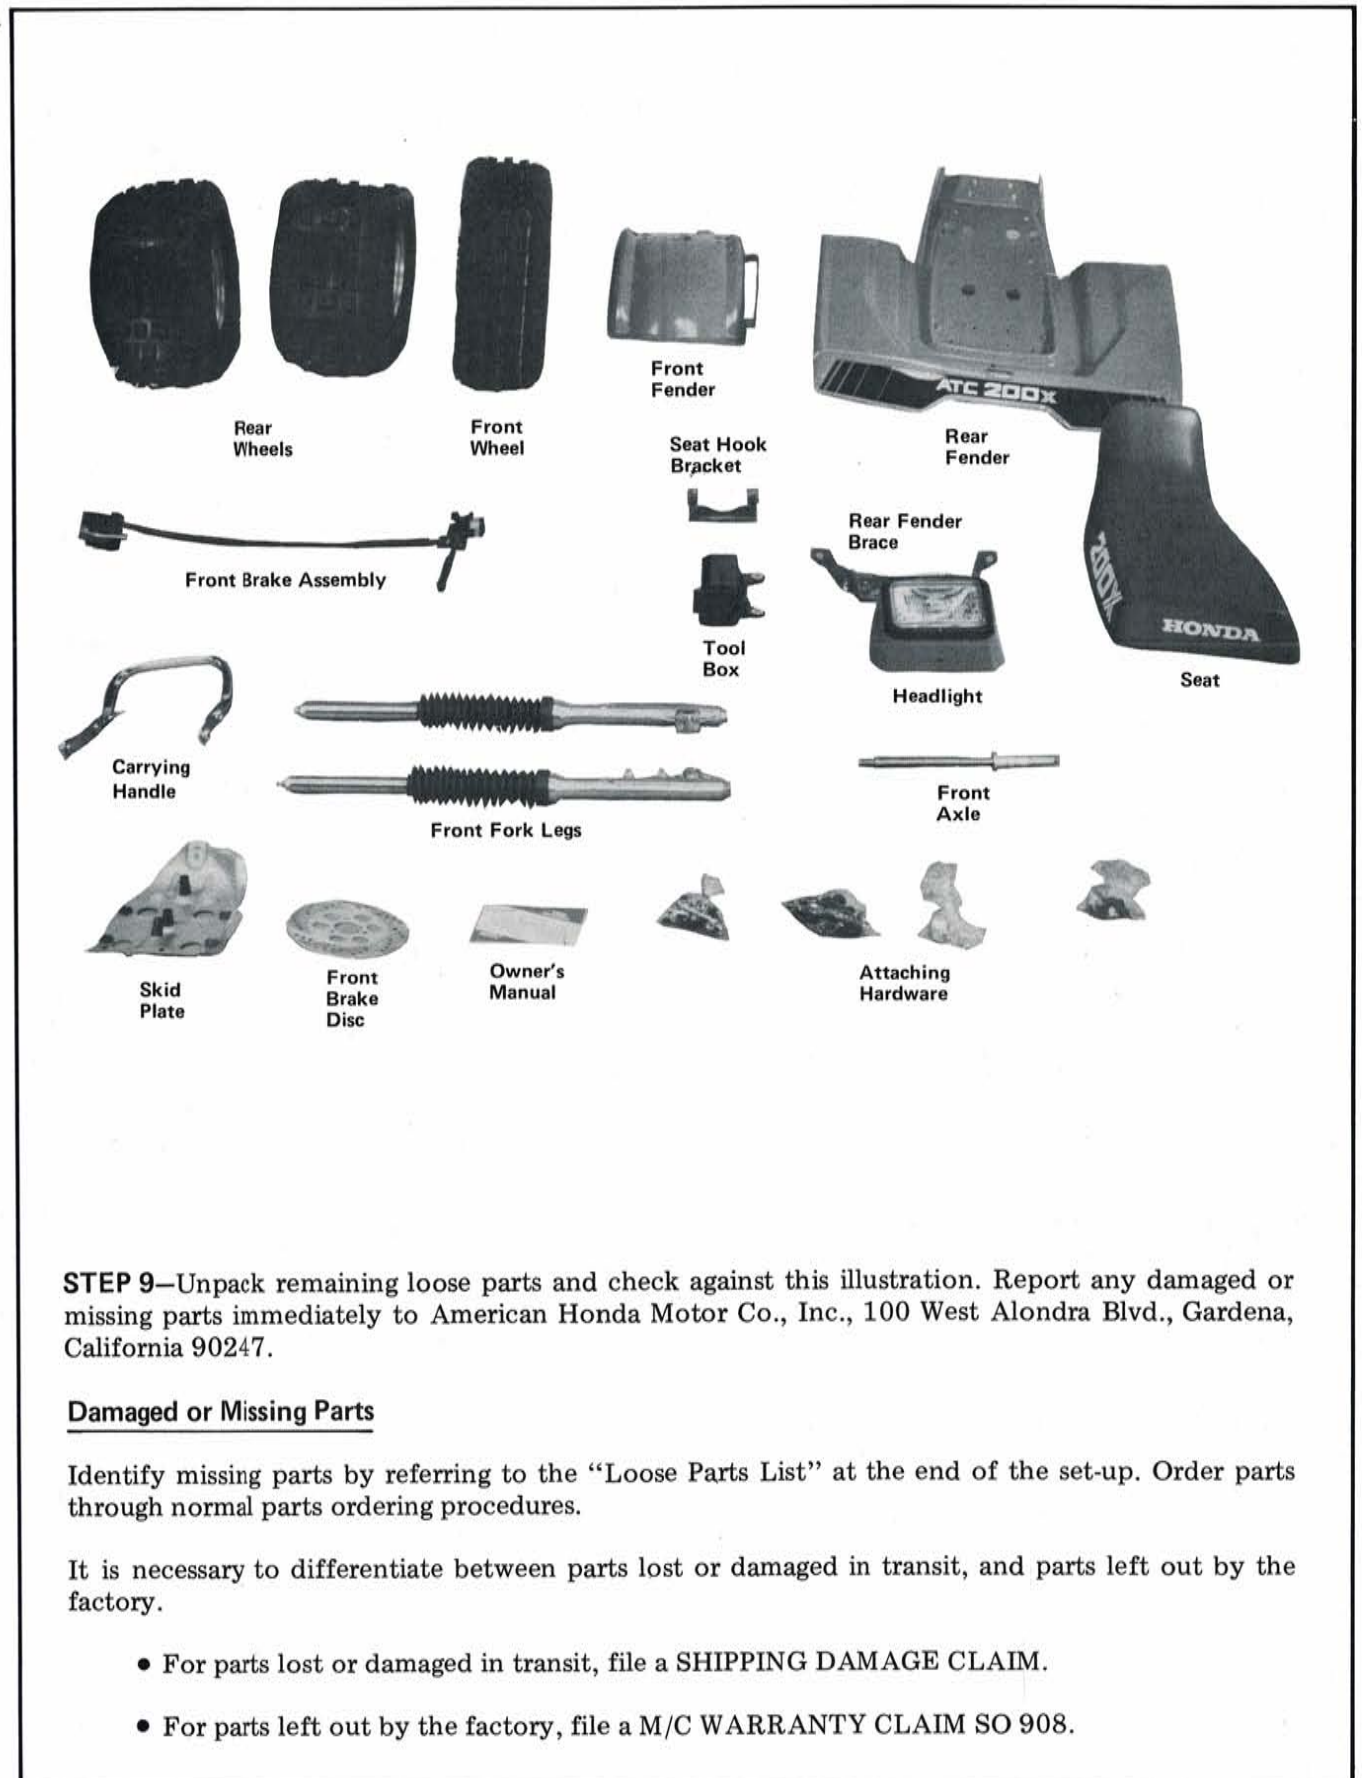 Front
Fender
ATC 200X
Rear
Wheels
Front
Wheel
Seat Hook
Bracket
Rear
Fender
Rear Fender
Brace
Front Brake Assembly
200X
HONDA
Tool
Box
Headlight
Seat
Carrying
Handle
Front
Axle
Front Fork Legs
Skid
Plate
Front
Brake
Disc
Owner's
Manual
Attaching
Hardware
STEP 9—Unpack remaining loose parts and check against this illustration. Report any damaged or
missing parts immediately to American Honda Motor Co., Inc., 100 West Alondra Blvd., Gardena,
California 90247.
Damaged or Missing Parts
Identify missing parts by referring to the “Loose Parts List” at the end of the set-up. Order parts
through normal parts ordering procedures.
It is necessary to differentiate between parts lost or damaged in transit, and parts left out by the
factory.
• For parts lost or damaged in transit, file a SHIPPING DAMAGE CLAIM.
• For parts left out by the factory, file a M/C WARRANTY CLAIM SO 908.